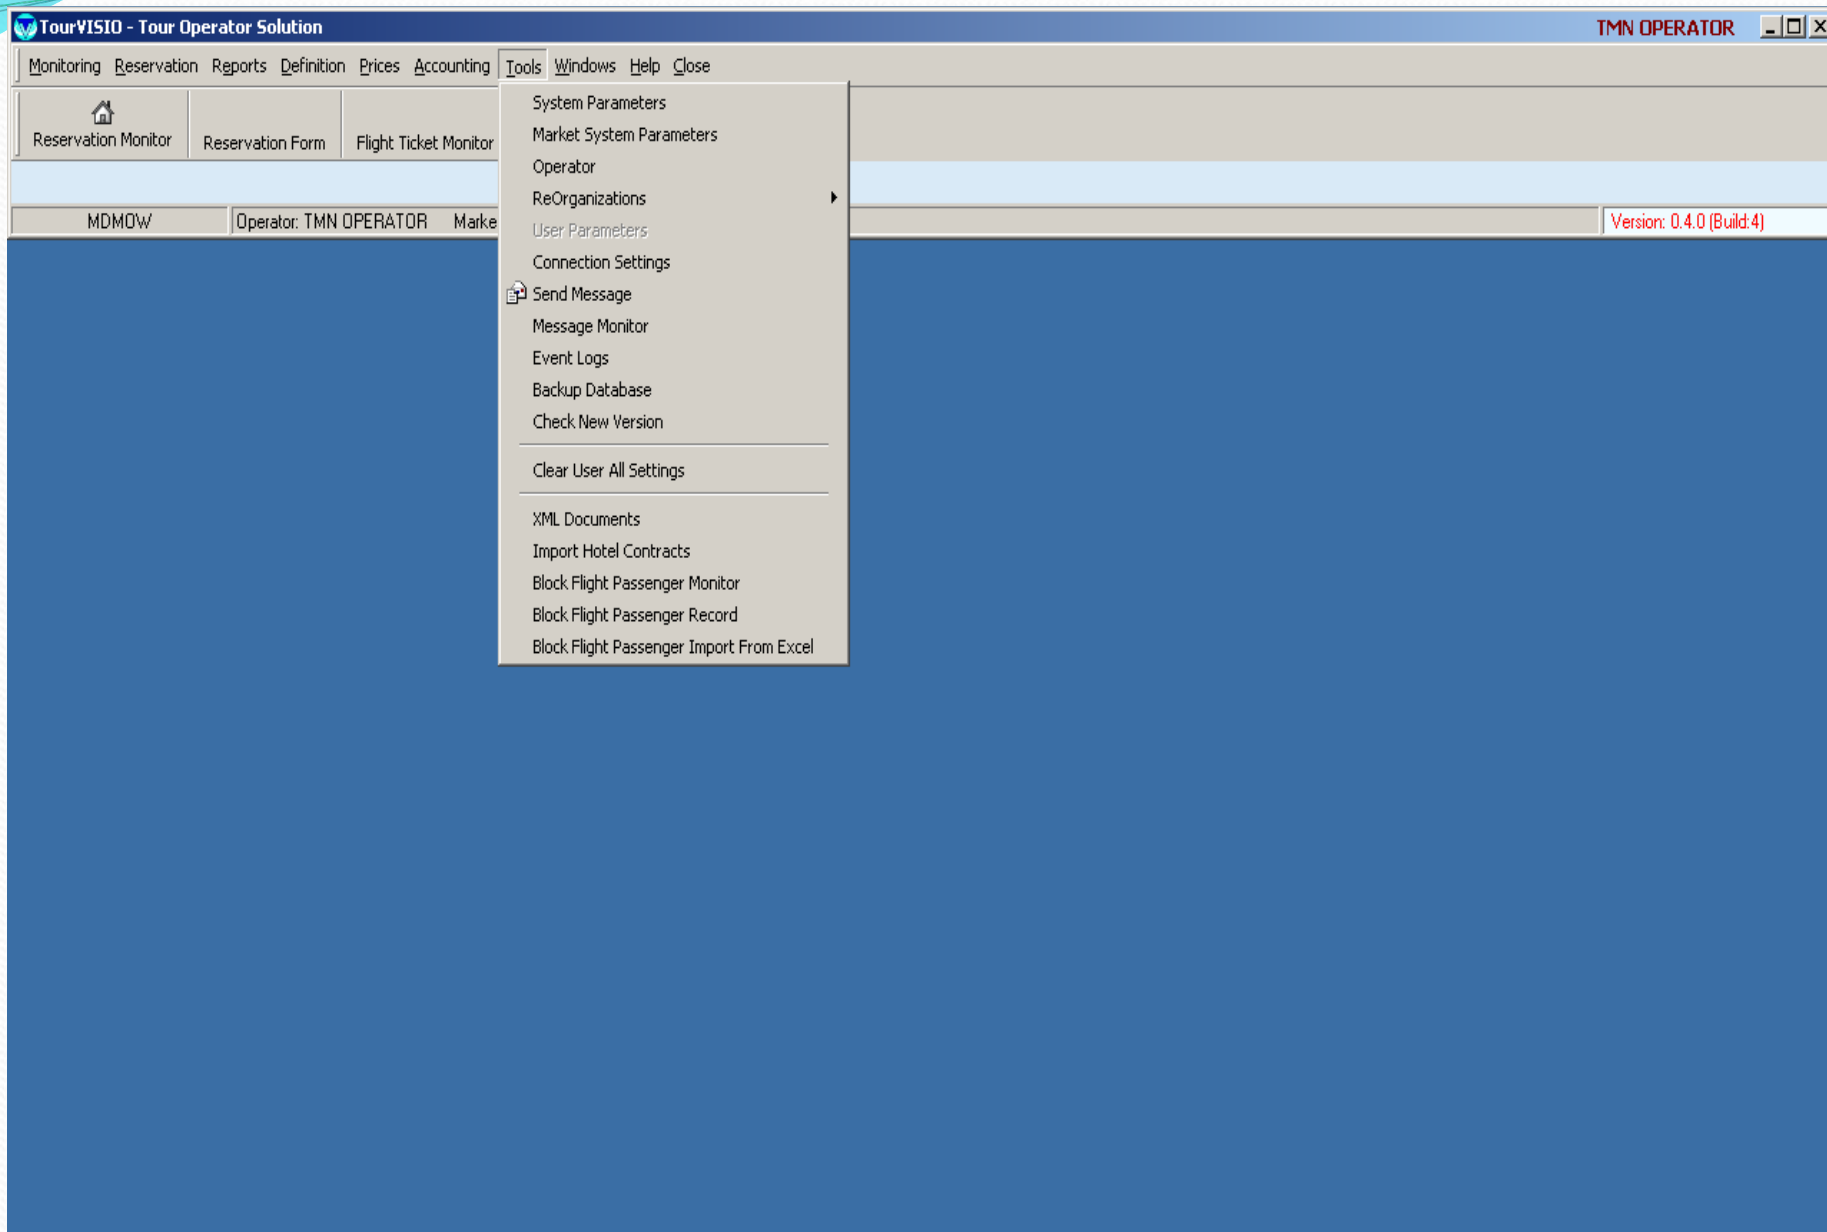 TourVISIO - Tour Operator Solution TMN OPERATOR
Monitoring Reservation Reports Definition Prices Accounting Tools Windows Help Close
Reservation Monitor Reservation Form Flight Ticket Monitor
MDMOW Operator: TMN OPERATOR Marke Version: 0.4.0 (Build:4)
System Parameters
Market System Parameters
Operator
ReOrganizations
User Parameters
Connection Settings
Send Message
Message Monitor
Event Logs
Backup Database
Check New Version
Clear User All Settings
XML Documents
Import Hotel Contracts
Block Flight Passenger Monitor
Block Flight Passenger Record
Block Flight Passenger Import From Excel